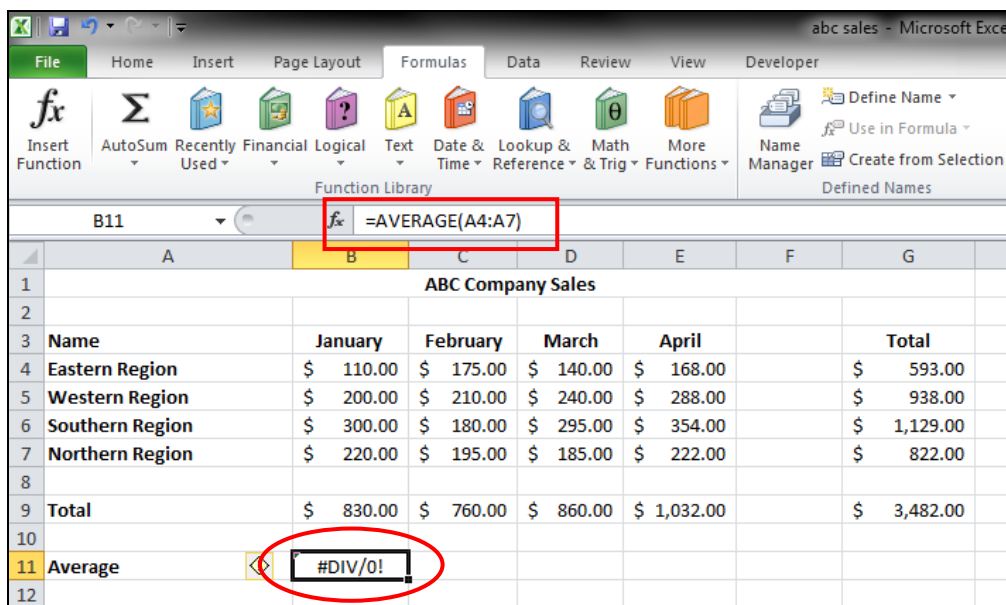 abc sales - Microsoft Exce
File Home Insert Page Layout Formulas Data Review View Developer
fx Σ ? A θ Define Name
fx Use in Formula
Insert AutoSum Recently Financial Logical Text Date & Lookup & Math More Name
Function Used Time Reference & Trig Functions Manager Create from Selection
Function Library Defined Names
B11 fx =AVERAGE(A4:A7)
A B C D E F G
1 ABC Company Sales
2
3 Name January February March April Total
4 Eastern Region $ 110.00 $ 175.00 $ 140.00 $ 168.00 $ 593.00
5 Western Region $ 200.00 $ 210.00 $ 240.00 $ 288.00 $ 938.00
6 Southern Region $ 300.00 $ 180.00 $ 295.00 $ 354.00 $ 1,129.00
7 Northern Region $ 220.00 $ 195.00 $ 185.00 $ 222.00 $ 822.00
8
9 Total $ 830.00 $ 760.00 $ 860.00 $ 1,032.00 $ 3,482.00
10
11 Average #DIV/0!
12